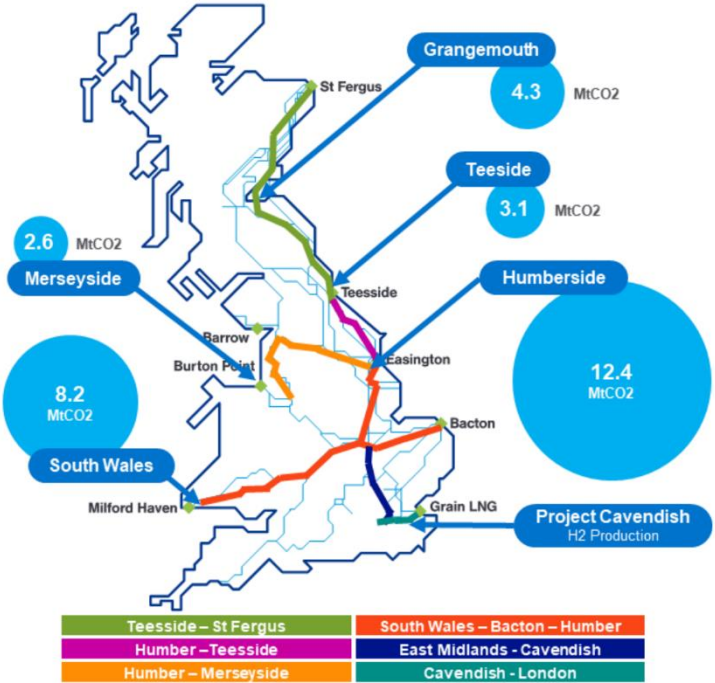 Grangemouth
St Fergus
4.3
MtCO2
Teeside
3.1
MtCO2
2.6
MtCO2
Merseyside
Humberside
Teesside
Barrow
Easington
Burton Point
12.4
MtCO2
8.2
MtCO2
Bacton
South Wales
Milford Haven
Grain LNG
Project Cavendish
H2 Production
Teesside – St Fergus
South Wales – Bacton – Humber
Humber –Teesside
East Midlands - Cavendish
Humber – Merseyside
Cavendish - London